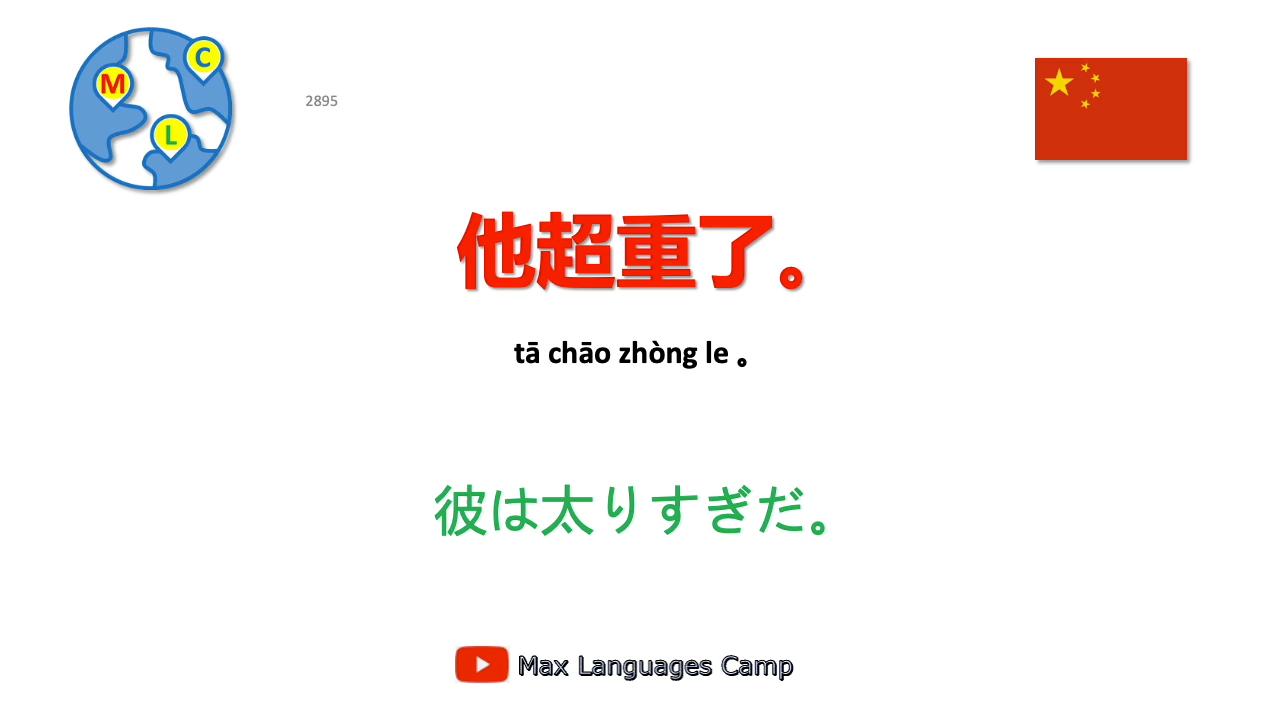 M
C
L
2895
他超重了。
tā chāo zhòng le 。
彼は太りすぎだ。
Max Languages Camp